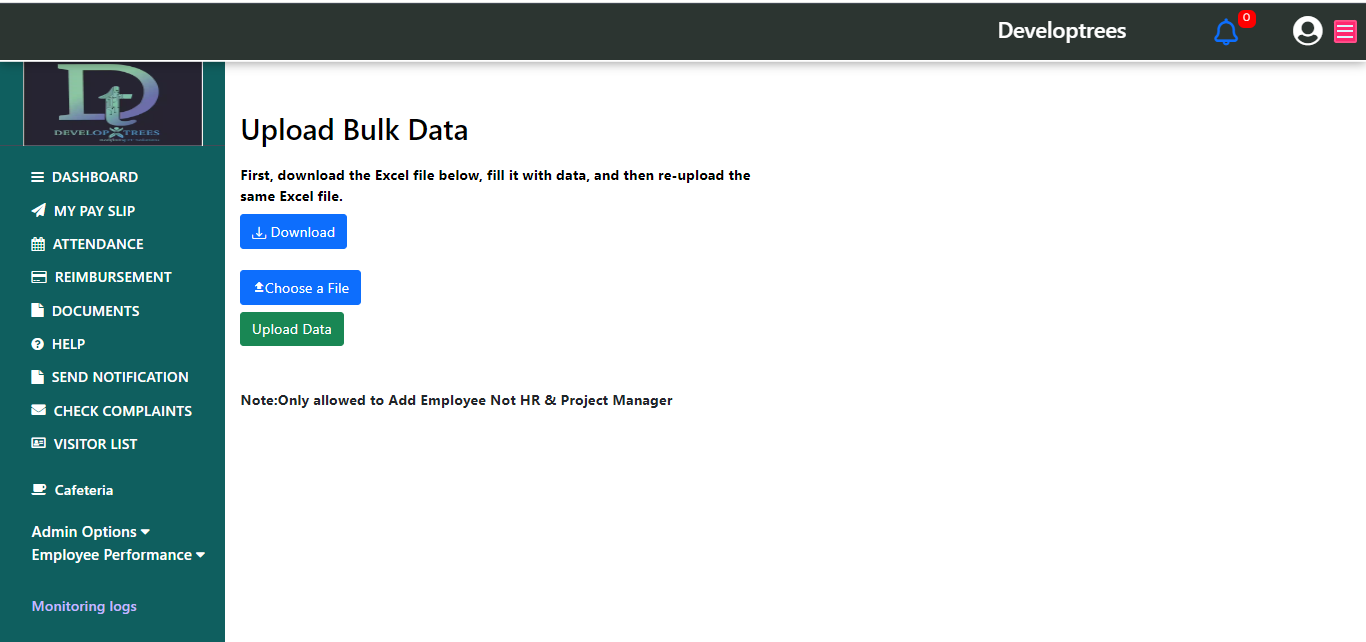 Developtrees
0
Dt
DEVELOP TREES
DASHBOARD
MY PAY SLIP
ATTENDANCE
REIMBURSEMENT
DOCUMENTS
HELP
SEND NOTIFICATION
CHECK COMPLAINTS
VISITOR LIST
Cafeteria
Admin Options
Employee Performance
Monitoring logs
Upload Bulk Data
First, download the Excel file below, fill it with data, and then re-upload the
same Excel file.
Download
Choose a File
Upload Data
Note:Only allowed to Add Employee Not HR & Project Manager